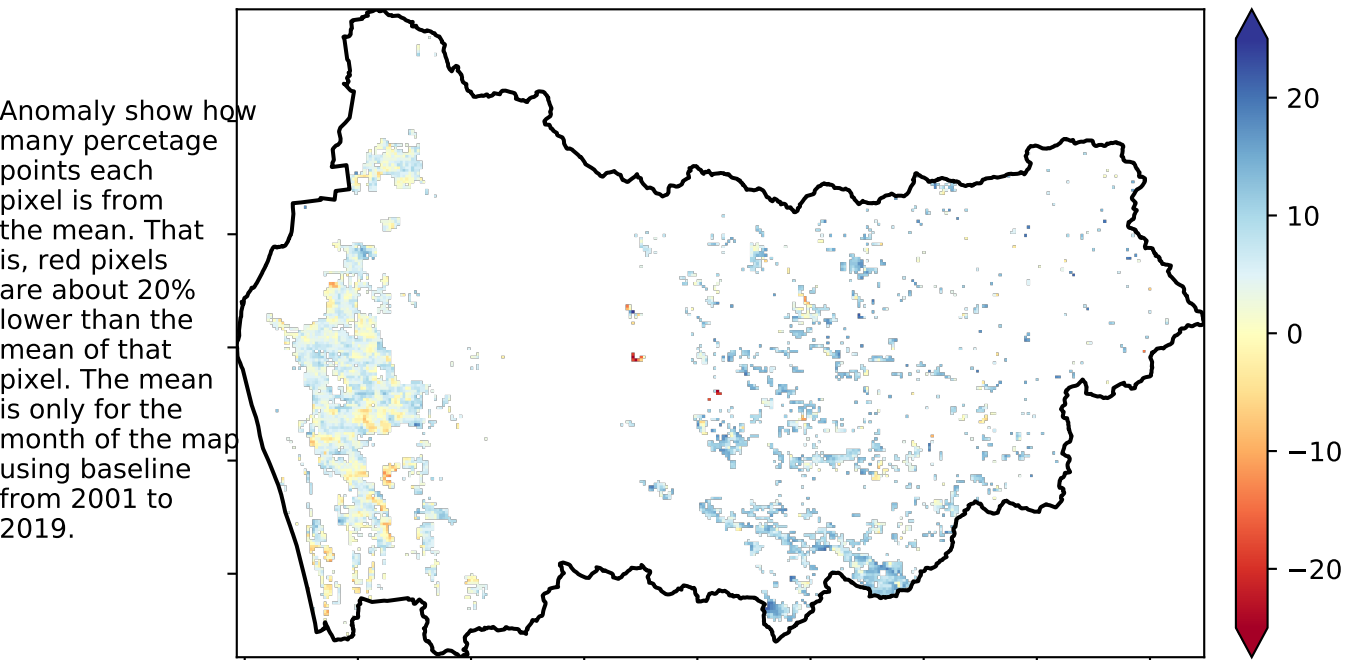 Anomaly show how
many percetage
points each
pixel is from
the mean. That
is, red pixels
are about 20%
lower than the
mean of that
pixel. The mean
is only for the
month of the map
using baseline
from 2001 to
2019.
20
10
0
−10
−20